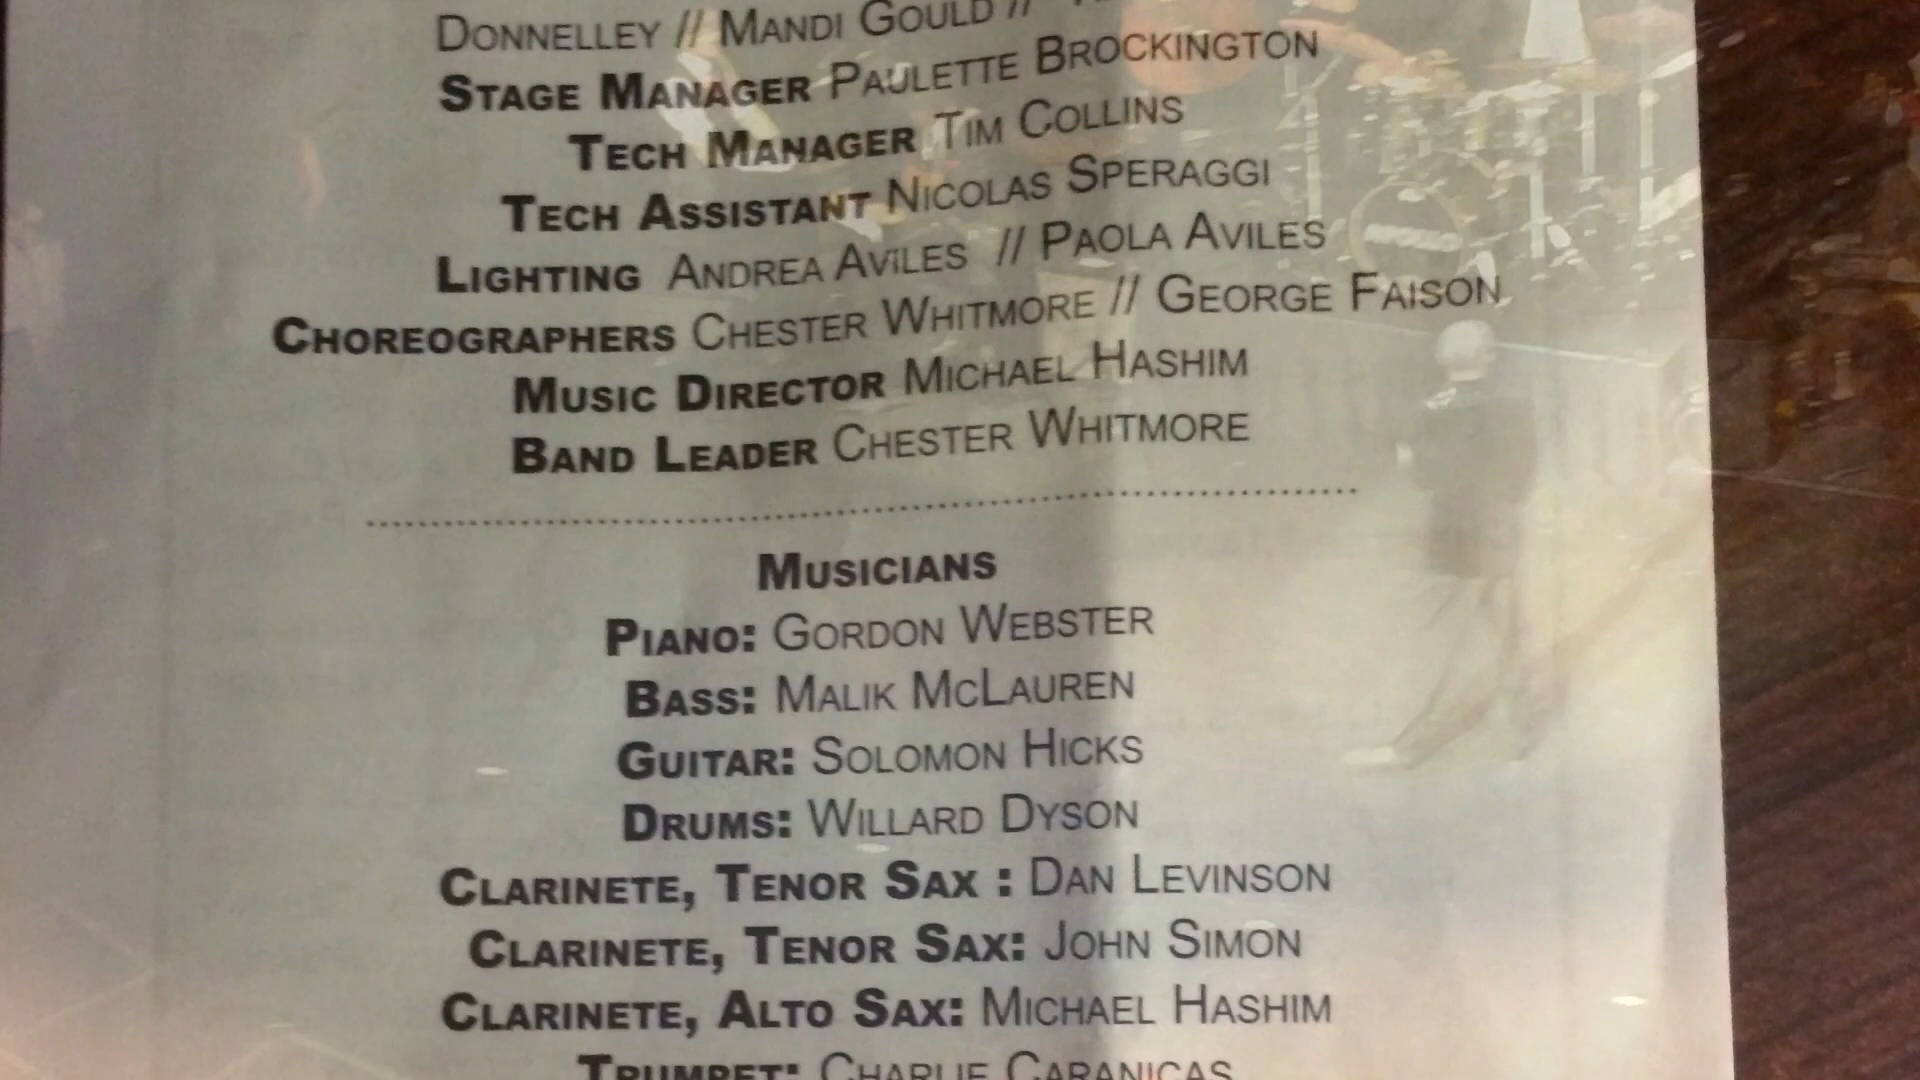 DONNELLEY // MANDI GOULD //
STAGE MANAGER PAULETTE BROCKINGTON
TECH MANAGER TIM COLLINS
TECH ASSISTANT NICOLAS SPERAGGI
LIGHTING ANDREA AVILES // PAOLA AVILES
CHOREOGRAPHERS CHESTER WHITMORE // GEORGE FAISON
MUSIC DIRECTOR MICHAEL HASHIM
BAND LEADER CHESTER WHITMORE
MUSICIANS
PIANO: GORDON WEBSTER
BASS: MALIK MCLAUREN
GUITAR: SOLOMON HICKS
DRUMS: WILLARD DYSON
CLARINETE, TENOR SAX : DAN LEVINSON
CLARINETE, TENOR SAX: JOHN SIMON
CLARINETE, ALTO SAX: MICHAEL HASHIM
TRUMPET: CHARLIE CARANICAS